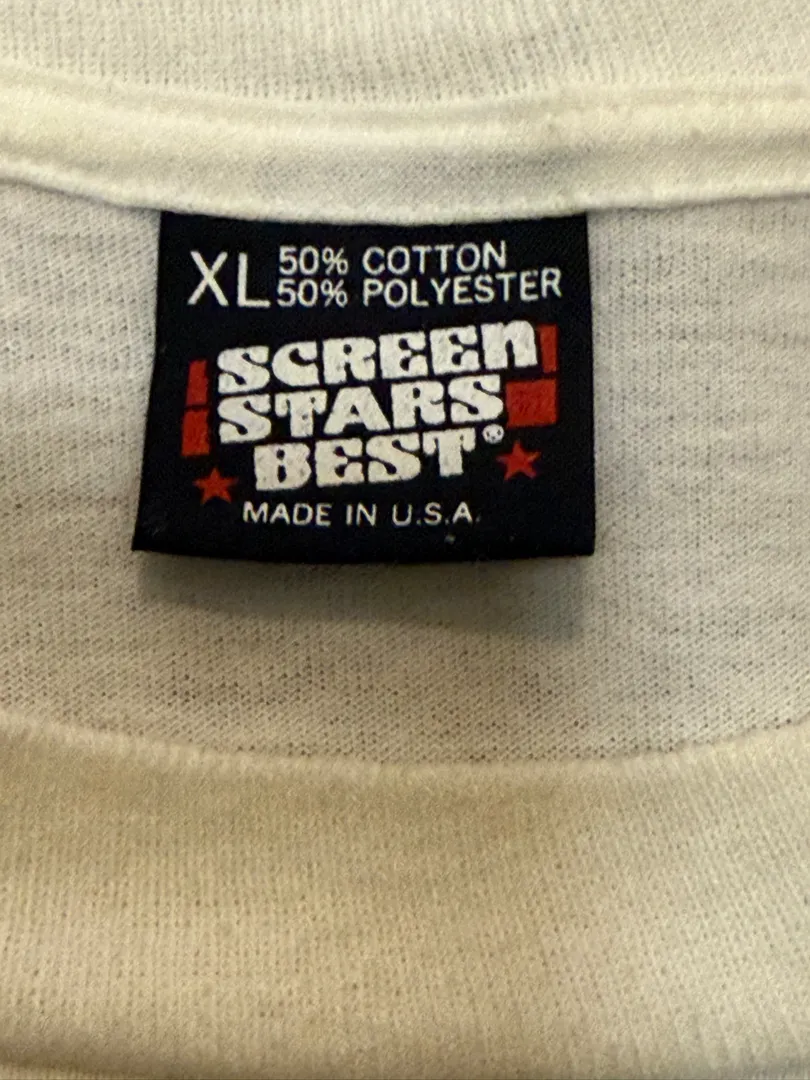 XL 50% COTTON
50% POLYESTER
SCREEN
STARS
BEST®
MADE IN U.S.A.